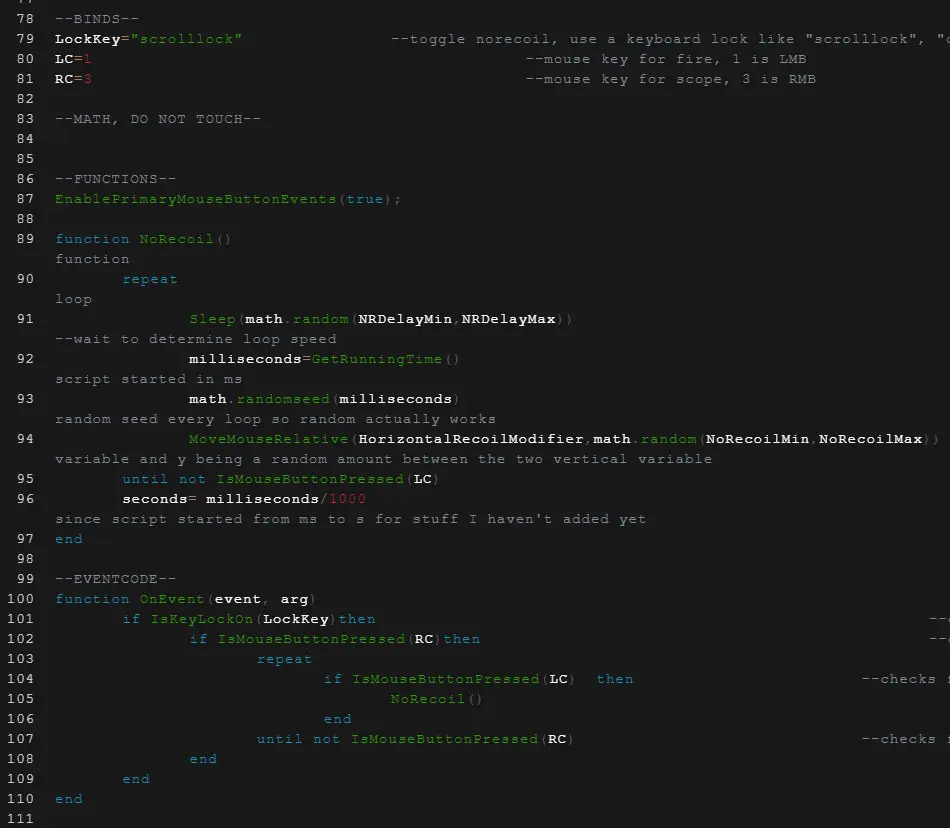 78 --BINDS--
79 LockKey="scrolllock" --toggle norecoil, use a keyboard lock like "scrolllock",
80 LC=1 --mouse key for fire, 1 is LMB
81 RC=3 --mouse key for scope, 3 is RMB
82
83 --MATH, DO NOT TOUCH--
84
85
86 --FUNCTIONS--
87 EnablePrimaryMouseButtonEvents(true);
88
89 function NoRecoil()
function
90 repeat
loop
91 Sleep(math.random(NRDelayMin,NRDelayMax))
--wait to determine loop speed
92 milliseconds=GetRunningTime()
script started in ms
93 math.randomseed(milliseconds)
random seed every loop so random actually works
94 MoveMouseRelative(HorizontalRecoilModifier,math.random(NoRecoilMin,NoRecoilMax))
variable and y being a random amount between the two vertical variable
95 until not IsMouseButtonPressed(LC)
96 seconds= milliseconds/1000
since script started from ms to s for stuff I haven't added yet
97 end
98
99 --EVENTCODE--
100 function OnEvent(event, arg)
101 if IsKeyLockOn(LockKey)then --
102 if IsMouseButtonPressed(RC)then --
103 repeat
104 if IsMouseButtonPressed(LC) then --checks
105 NoRecoil()
106 end
107 until not IsMouseButtonPressed(RC) --checks
108 end
109 end
110 end
111